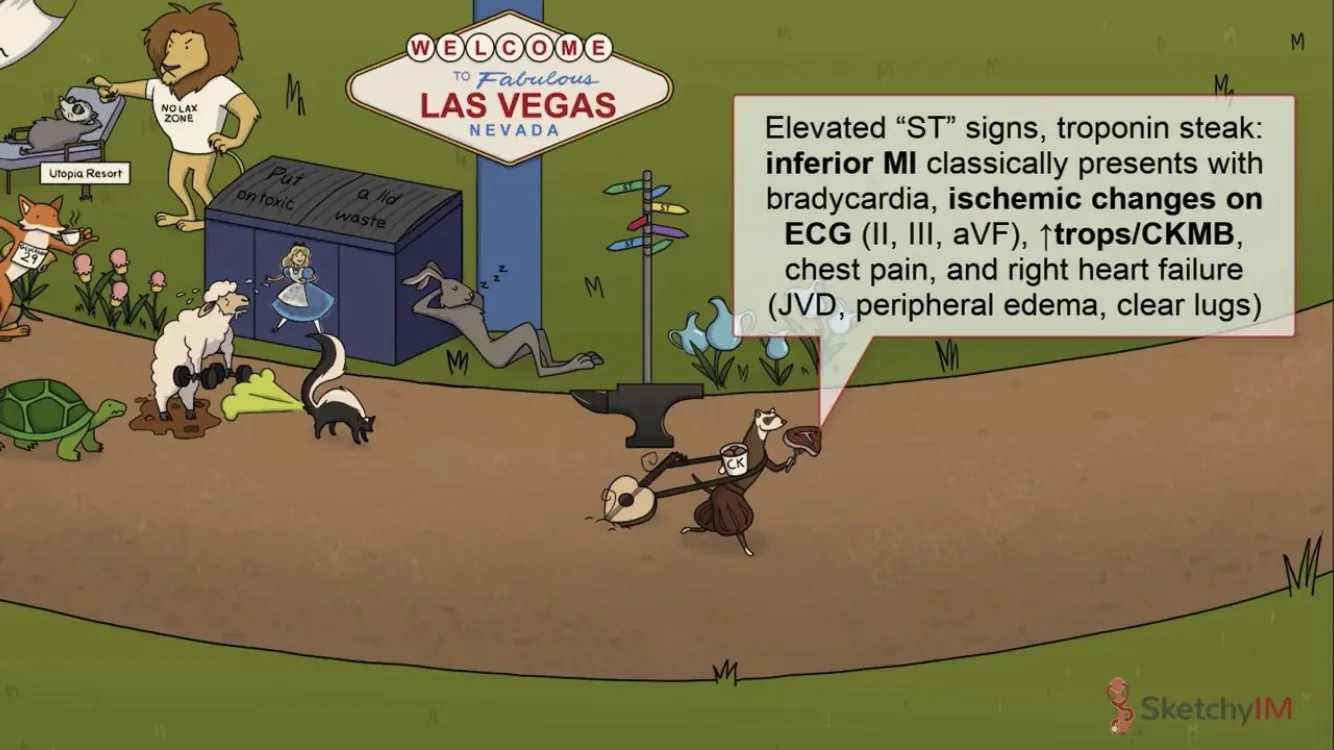 WELCOME
TO Fabulous
LAS VEGAS
NEVADA
NO LAX
ZONE
Utopia Resort
Put a lid
on toxic waste
29
ST
ST
ST
CK
Elevated “ST” signs, troponin steak:
inferior MI classically presents with
bradycardia, ischemic changes on
ECG (II, III, aVF), ↑trops/CKMB,
chest pain, and right heart failure
(JVD, peripheral edema, clear lugs)
SketchyIM